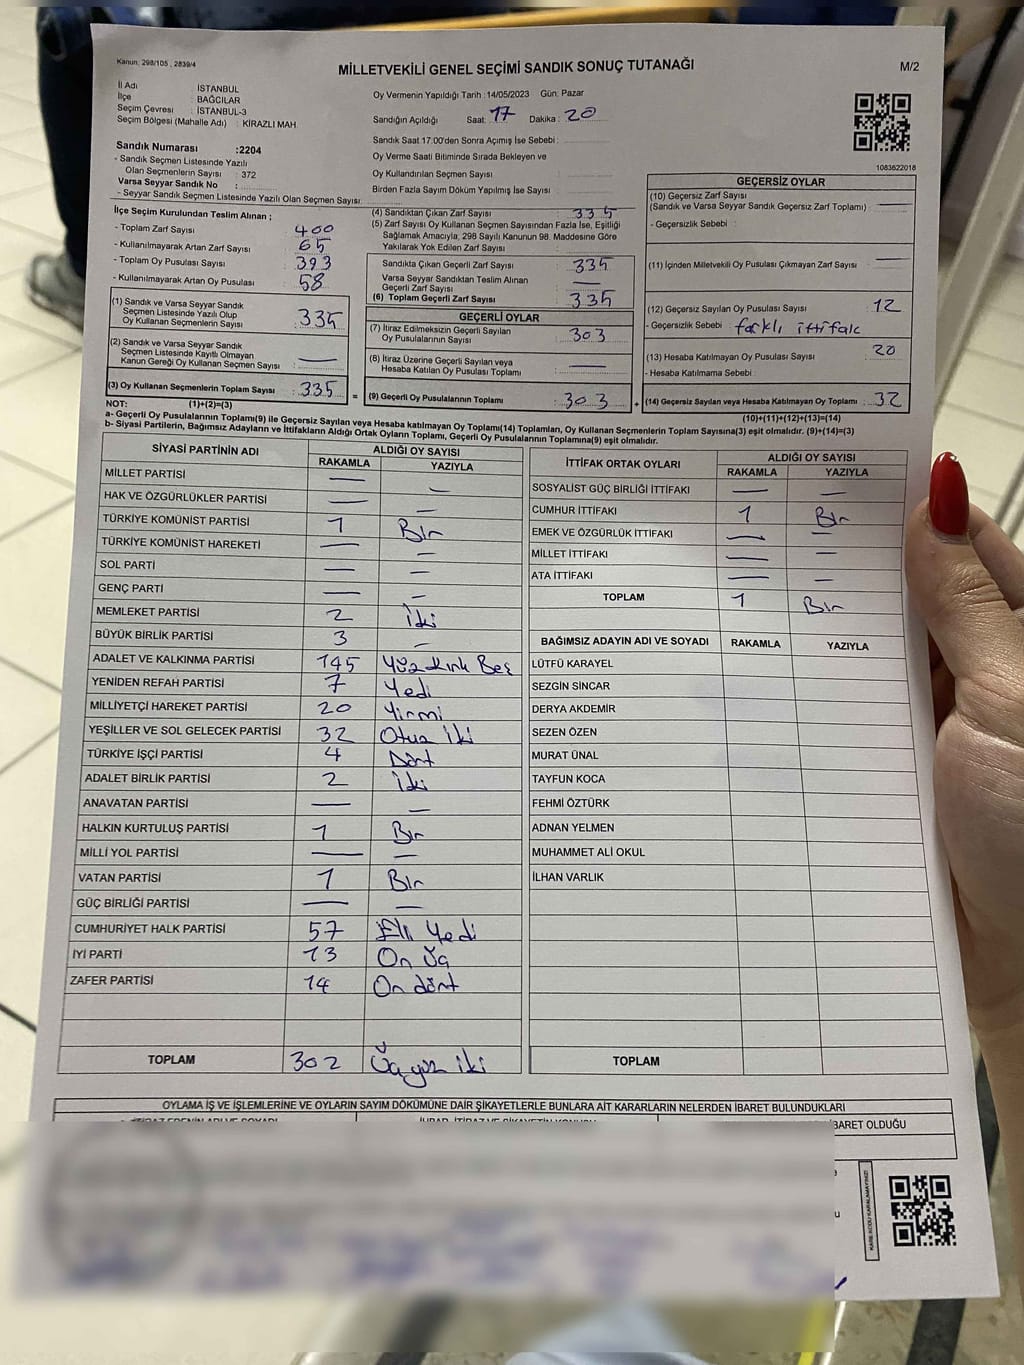 Kanun: 298/105 , 2839/4
MİLLETVEKİLİ GENEL SEÇİMİ SANDIK SONUÇ TUTANAĞI
M/2
İl Adı : İSTANBUL
İlçe : BAĞCILAR
Seçim Çevresi : İSTANBUL-3
Seçim Bölgesi (Mahalle Adı) : KİRAZLI MAH.
Sandık Numarası :2204
- Sandık Seçmen Listesinde Yazılı
Olan Seçmenlerin Sayısı : 372
Varsa Seyyar Sandık No :
- Seyyar Sandık Seçmen Listesinde Yazılı Olan Seçmen Sayısı :
Oy Vermenin Yapıldığı Tarih : 14/05/2023 Gün: Pazar
Sandığın Açıldığı Saat: 17 Dakika : 20
Sandık Saat 17:00'den Sonra Açılmış İse Sebebi :
Oy Verme Saati Bitiminde Sırada Bekleyen ve
Oy Kullandırılan Seçmen Sayısı :
Birden Fazla Sayım Döküm Yapılmış İse Sayısı :
1083622018
İlçe Seçim Kurulundan Teslim Alınan ;
- Toplam Zarf Sayısı : 400
- Kullanılmayarak Artan Zarf Sayısı : 65
- Toplam Oy Pusulası Sayısı : 393
- Kullanılmayarak Artan Oy Pusulası : 58
(1) Sandık ve Varsa Seyyar Sandık
Seçmen Listesinde Yazılı Olup
Oy Kullanan Seçmenlerin Sayısı : 335
(2) Sandık ve Varsa Seyyar Sandık
Seçmen Listesinde Kayıtlı Olmayan
Kanun Gereği Oy Kullanan Seçmen Sayısı : —
(3) Oy Kullanan Seçmenlerin Toplam Sayısı : 335 =
(4) Sandıktan Çıkan Zarf Sayısı : 335
(5) Zarf Sayısı Oy Kullanan Seçmen Sayısından Fazla İse, Eşitliği
Sağlamak Amacıyla, 298 Sayılı Kanunun 98. Maddesine Göre
Yakılarak Yok Edilen Zarf Sayısı :
Sandıkta Çıkan Geçerli Zarf Sayısı : 335
Varsa Seyyar Sandıktan Teslim Alınan
Geçerli Zarf Sayısı : —
(6) Toplam Geçerli Zarf Sayısı : 335
GEÇERLİ OYLAR
(7) İtiraz Edilmeksizin Geçerli Sayılan
Oy Pusulalarının Sayısı : 303
(8) İtiraz Üzerine Geçerli Sayılan veya
Hesaba Katılan Oy Pusulası Toplamı : —
(9) Geçerli Oy Pusulalarının Toplamı : 303 +
GEÇERSİZ OYLAR
(10) Geçersiz Zarf Sayısı
(Sandık ve Varsa Seyyar Sandık Geçersiz Zarf Toplamı) : —
- Geçersizlik Sebebi :
(11) İçinden Milletvekili Oy Pusulası Çıkmayan Zarf Sayısı : —
(12) Geçersiz Sayılan Oy Pusulası Sayısı : 12
- Geçersizlik Sebebi : farklı ittifak
(13) Hesaba Katılmayan Oy Pusulası Sayısı : 20
- Hesaba Katılmama Sebebi :
(14) Geçersiz Sayılan veya Hesaba Katılmayan Oy Toplamı : 32
NOT: (1)+(2)=(3)
(10)+(11)+(12)+(13)=(14)
a- Geçerli Oy Pusulaları Toplamı(9) ile Geçersiz Sayılan veya Hesaba katılmayan Oy Toplamı(14) Toplamları, Oy Kullanan Seçmenlerin Toplam Sayısına(3) eşit olmalıdır. (9)+(14)=(3)
b- Siyasi Partilerin, Bağımsız Adayların ve İttifakların Aldığı Ortak Oyların Toplamı, Geçerli Oy Pusulalarının Toplamına(9) eşit olmalıdır.
SİYASİ PARTİNİN ADI ALDIĞI OY SAYISI
RAKAMLA YAZIYLA
MİLLET PARTİSİ — —
HAK VE ÖZGÜRLÜKLER PARTİSİ — —
TÜRKİYE KOMÜNİST PARTİSİ 1 Bir
TÜRKİYE KOMÜNİST HAREKETİ — —
SOL PARTİ — —
GENÇ PARTİ — —
MEMLEKET PARTİSİ 2 İki
BÜYÜK BİRLİK PARTİSİ 3 —
ADALET VE KALKINMA PARTİSİ 145 Yüz kırk Beş
YENİDEN REFAH PARTİSİ 7 Yedi
MİLLİYETÇİ HAREKET PARTİSİ 20 Yirmi
YEŞİLLER VE SOL GELECEK PARTİSİ 32 Otuz İki
TÜRKİYE İŞÇİ PARTİSİ 4 Dört
ADALET BİRLİK PARTİSİ 2 İki
ANAVATAN PARTİSİ — —
HALKIN KURTULUŞ PARTİSİ 1 Bir
MİLLİ YOL PARTİSİ — —
VATAN PARTİSİ 1 Bir
GÜÇ BİRLİĞİ PARTİSİ — —
CUMHURİYET HALK PARTİSİ 57 Elli Yedi
İYİ PARTİ 13 On Üç
ZAFER PARTİSİ 14 On dört
TOPLAM 302 Üçyüz iki
İTTİFAK ORTAK OYLARI ALDIĞI OY SAYISI
RAKAMLA YAZIYLA
SOSYALİST GÜÇ BİRLİĞİ İTTİFAKI — —
CUMHUR İTTİFAKI 1 Bir
EMEK VE ÖZGÜRLÜK İTTİFAKI — —
MİLLET İTTİFAKI — —
ATA İTTİFAKI — —
TOPLAM 1 Bir
BAĞIMSIZ ADAYIN ADI VE SOYADI RAKAMLA YAZIYLA
LÜTFÜ KARAYEL
SEZGİN SİNCAR
DERYA AKDEMİR
SEZEN ÖZEN
MURAT ÜNAL
TAYFUN KOCA
FEHMİ ÖZTÜRK
ADNAN YELMEN
MUHAMMET ALİ OKUL
İLHAN VARLIK
TOPLAM
OYLAMA İŞ VE İŞLEMLERİNE VE OYLARIN SAYIM DÖKÜMÜNE DAİR ŞİKAYETLERLE BUNLARA AİT KARARLARIN NELERDEN İBARET BULUNDUKLARI
İBARET OLDUĞU